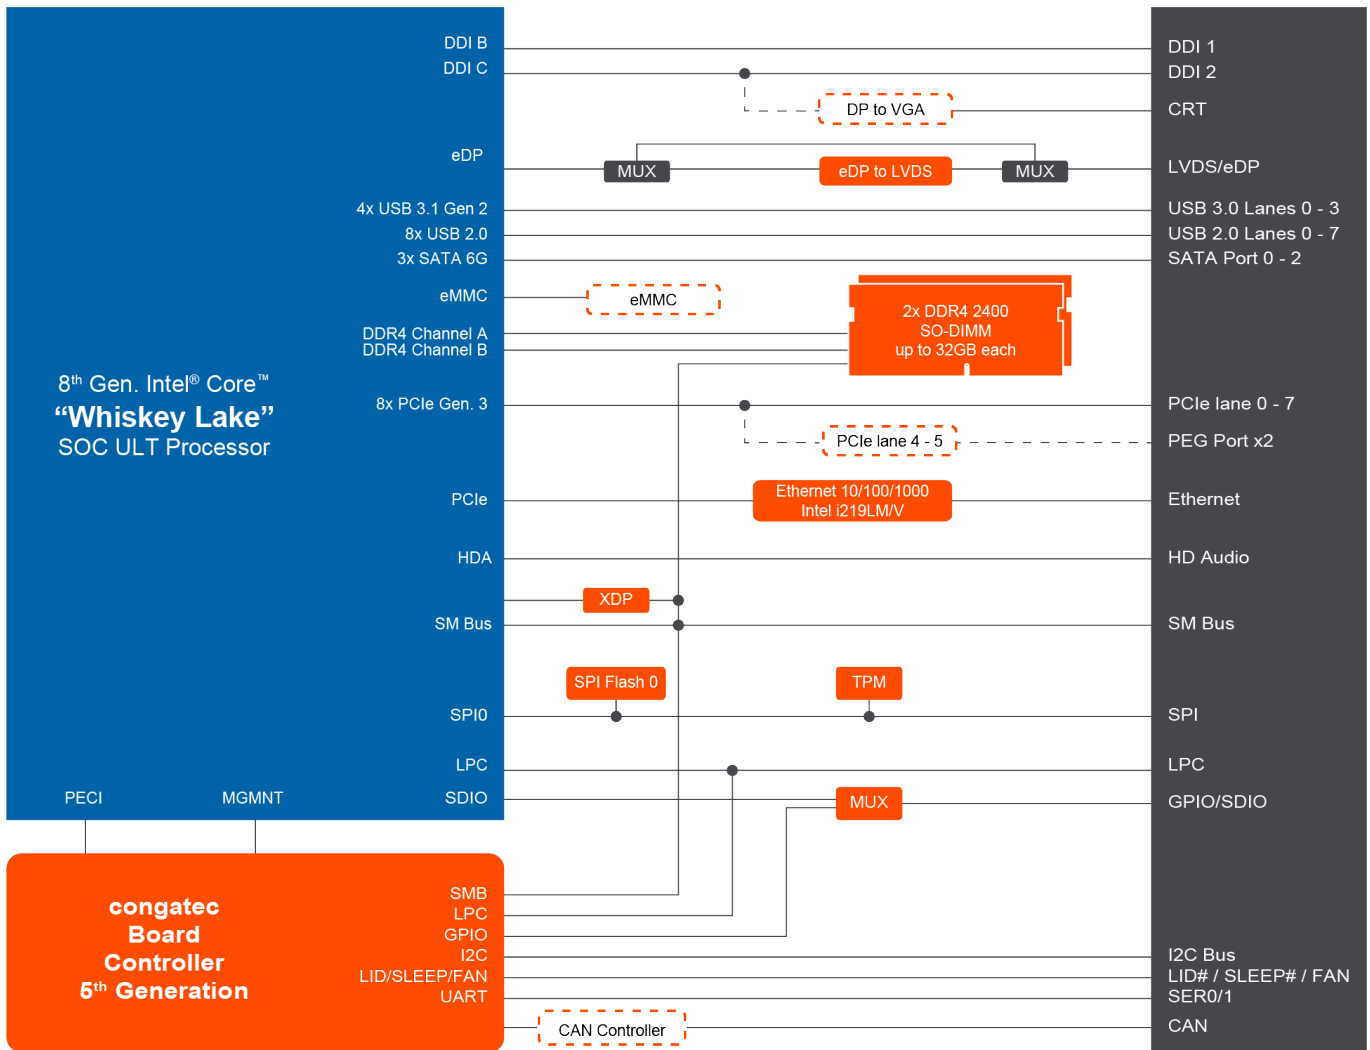 DDI B
DDI 1
DDI C
DDI 2
DP to VGA
CRT
eDP
MUX
eDP to LVDS
MUX
LVDS/eDP
4x USB 3.1 Gen 2
USB 3.0 Lanes 0 - 3
8x USB 2.0
USB 2.0 Lanes 0 - 7
3x SATA 6G
SATA Port 0 - 2
eMMC
eMMC
2x DDR4 2400
SO-DIMM
up to 32GB each
DDR4 Channel A
DDR4 Channel B
8th Gen. Intel® Core™
“Whiskey Lake”
SOC ULT Processor
8x PCIe Gen. 3
PCIe lane 0 - 7
PCIe lane 4 - 5
PEG Port x2
PCIe
Ethernet 10/100/1000
Intel i219LM/V
Ethernet
HDA
HD Audio
XDP
SM Bus
SM Bus
SPI Flash 0
TPM
SPI0
SPI
LPC
LPC
PECI
MGMNT
SDIO
MUX
GPIO/SDIO
congatec
Board
Controller
5th Generation
SMB
LPC
GPIO
I2C
I2C Bus
LID/SLEEP/FAN
LID# / SLEEP# / FAN
UART
SER0/1
CAN Controller
CAN